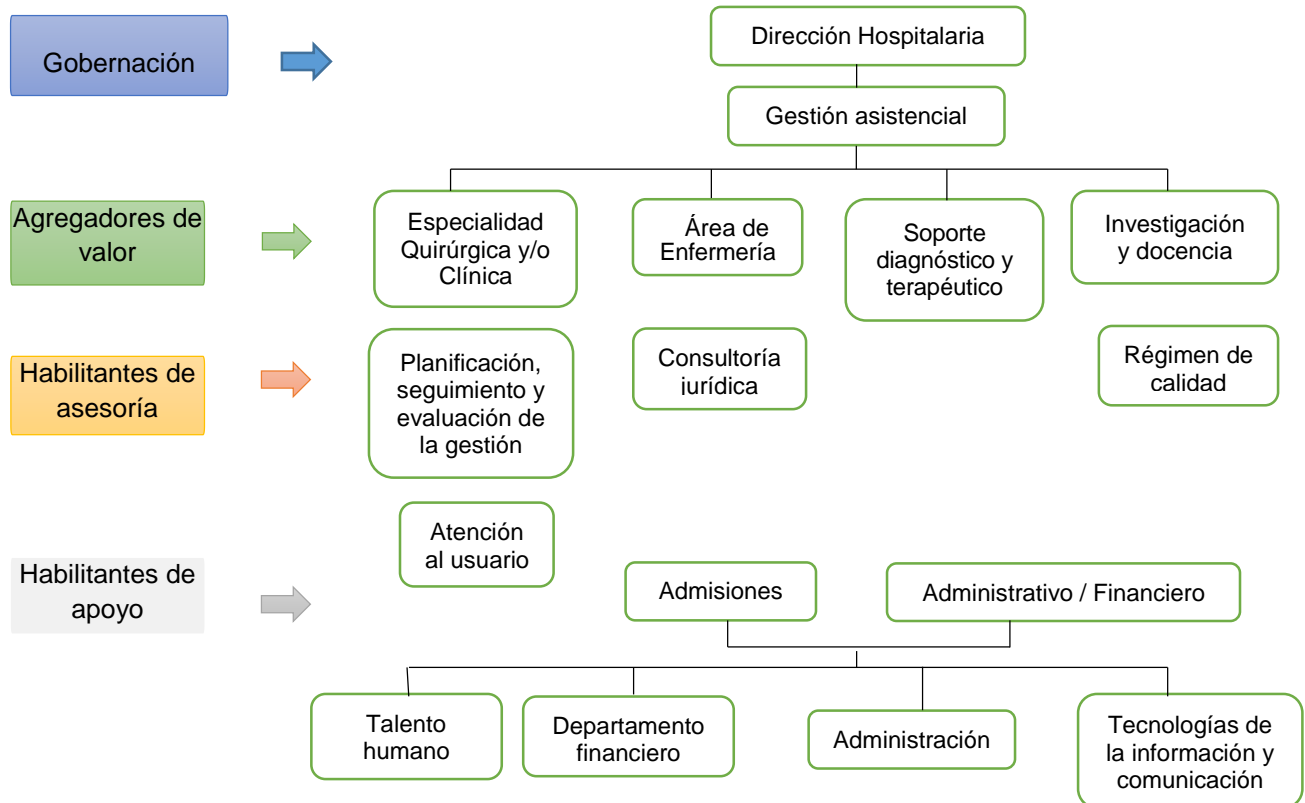 Gobernación
Dirección Hospitalaria
Gestión asistencial
Agregadores de
valor
Especialidad
Quirúrgica y/o
Clínica
Área de
Enfermería
Soporte
diagnóstico y
terapéutico
Investigación
y docencia
Habilitantes de
asesoría
Planificación,
seguimiento y
evaluación de
la gestión
Consultoría
jurídica
Régimen de
calidad
Habilitantes de
apoyo
Atención
al usuario
Admisiones
Administrativo / Financiero
Talento
humano
Departamento
financiero
Administración
Tecnologías de
la información y
comunicación